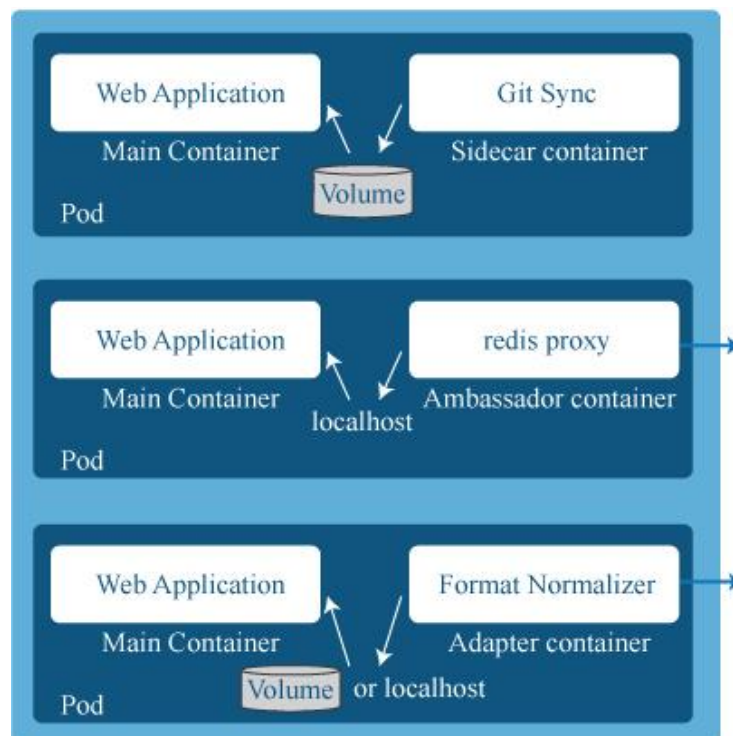 Web Application
Git Sync
Main Container
Sidecar container
Volume
Pod
Web Application
redis proxy
Main Container
Ambassador container
localhost
Pod
Web Application
Format Normalizer
Main Container
Adapter container
Volume or localhost
Pod